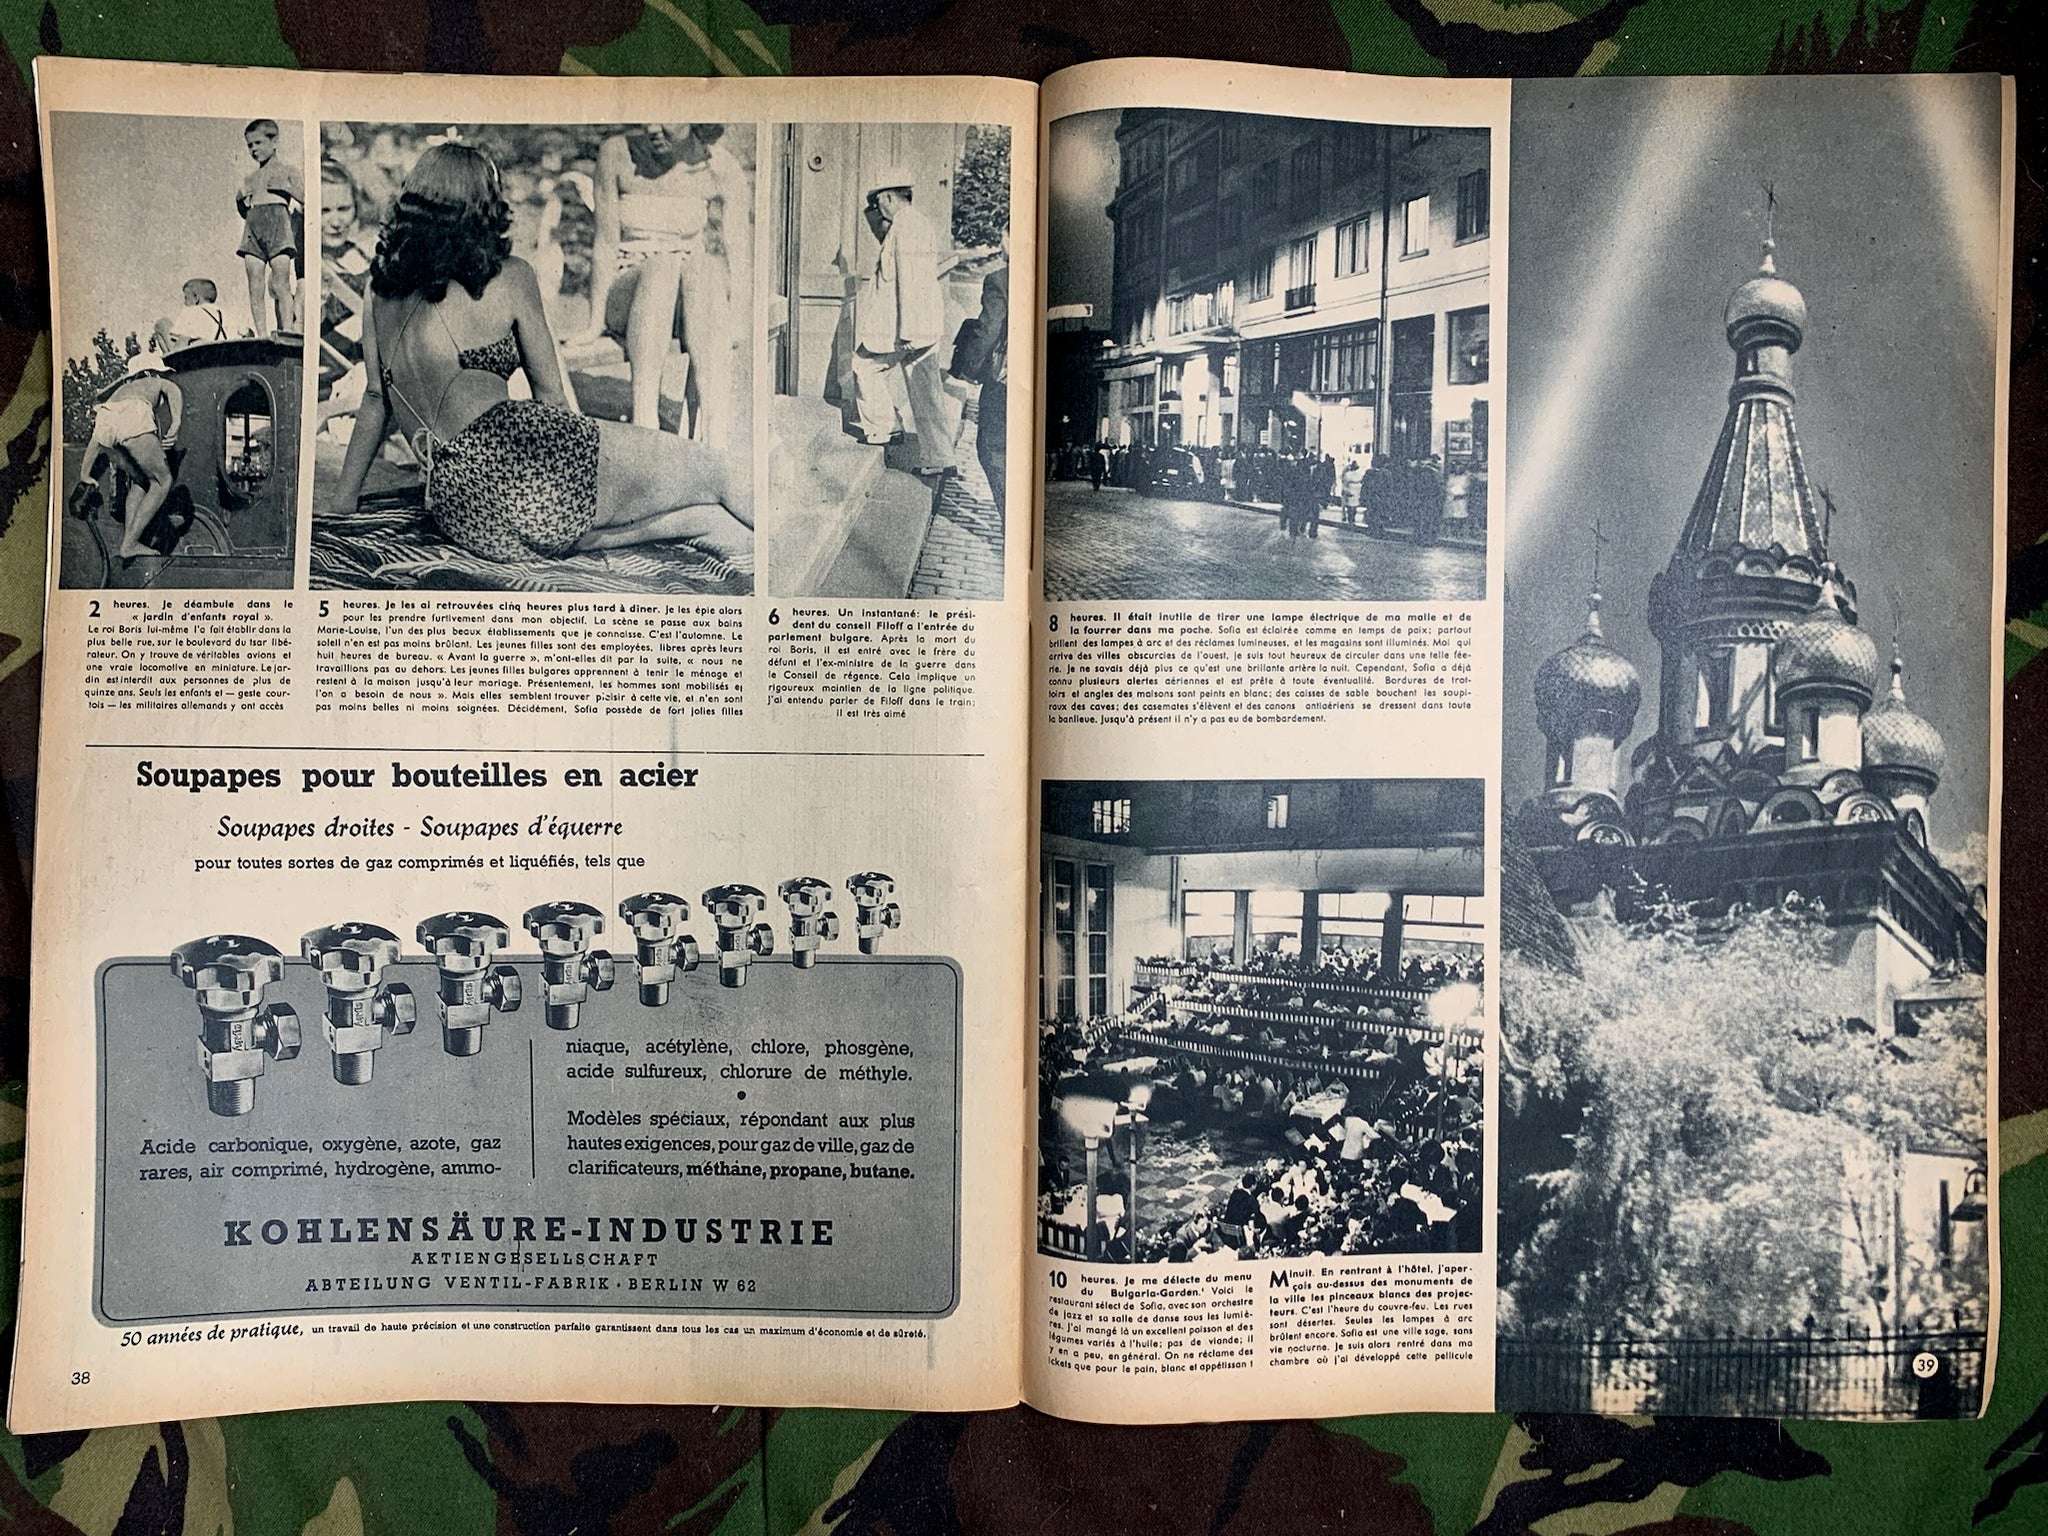 2 heures. Je déambule dans le
« jardin d'enfants royal ».
Le roi Boris lui-même l'a fait établir dans la
plus belle rue, sur le boulevard du tsar libé-
rateur. On y trouve de véritables avions et
une vraie locomotive en miniature. Le jar-
din est interdit aux personnes de plus de
quinze ans. Seuls les enfants et — geste cour-
tois — les militaires allemands y ont accès
5 heures. Je les ai retrouvées cinq heures plus tard à dîner. Je les épie alors
pour les prendre furtivement dans mon objectif. La scène se passe aux bains
Marie-Louise, l'un des plus beaux établissements que je connaisse. C'est l'automne. Le
soleil n'en est pas moins brûlant. Les jeunes filles sont des employées, libres après leurs
huit heures de bureau. « Avant la guerre », m'ont-elles dit par la suite, « nous ne
travaillions pas au dehors. Les jeunes filles bulgares apprennent à tenir le ménage et
restent à la maison jusqu'à leur mariage. Présentement, les hommes sont mobilisés et
l'on a besoin de nous ». Mais elles semblent trouver plaisir à cette vie, et n'en sont
pas moins belles ni moins soignées. Décidément, Sofia possède de fort jolies filles
6 heures. Un instantané: le prési-
dent du conseil Filoff a l'entrée du
parlement bulgare. Après la mort du
roi Boris, il est entré avec le frère du
défunt et l'ex-ministre de la guerre dans
le Conseil de régence. Cela implique un
rigoureux maintien de la ligne politique.
J'ai entendu parler de Filoff dans le train;
il est très aimé
Soupapes pour bouteilles en acier
Soupapes droites - Soupapes d'équerre
pour toutes sortes de gaz comprimés et liquéfiés, tels que
Acide carbonique, oxygène, azote, gaz
rares, air comprimé, hydrogène, ammo-
niaque, acétylène, chlore, phosgène,
acide sulfureux, chlorure de méthyle.
Modèles spéciaux, répondant aux plus
hautes exigences, pour gaz de ville, gaz de
clarificateurs, méthane, propane, butane.
KOHLENSÄURE-INDUSTRIE
AKTIENGESELLSCHAFT
ABTEILUNG VENTIL-FABRIK · BERLIN W 62
50 années de pratique, un travail de haute précision et une construction parfaite garantissent dans tous les cas un maximum d'économie et de sûreté.
38
8 heures. Il était inutile de tirer une lampe électrique de ma malle et de
la fourrer dans ma poche. Sofia est éclairée comme en temps de paix; partout
brillent des lampes à arc et des réclames lumineuses, et les magasins sont illuminés. Moi qui
arrive des villes obscurcies de l'ouest, je suis tout heureux de circuler dans une telle fée-
rie. Je ne savais déjà plus ce qu'est une brillante artère la nuit. Cependant, Sofia a déjà
connu plusieurs alertes aériennes et est prête à toute éventualité. Bordures de trot-
toirs et angles des maisons sont peints en blanc; des caisses de sable bouchent les soupi-
raux des caves; des casemates s'élèvent et des canons antiaériens se dressent dans toute
la banlieue. Jusqu'à présent il n'y a pas eu de bombardement.
10 heures. Je me délecte du menu
du Bulgaria-Garden. Voici le
restaurant sélect de Sofia, avec son orchestre
de jazz et sa salle de danse sous les lumiè-
res. J'ai mangé là un excellent poisson et des
légumes variés à l'huile; pas de viande; il
y en a peu, en général. On ne réclame des
ickets que pour le pain, blanc et appétissant !
Minuit. En rentrant à l'hôtel, j'aper-
çois au-dessus des monuments de
la ville les pinceaux blancs des projec-
teurs. C'est l'heure du couvre-feu. Les rues
sont désertes. Seules les lampes à arc
brûlent encore. Sofia est une ville sage, sans
vie nocturne. Je suis alors rentré dans ma
chambre où j'ai développé cette pellicule
39